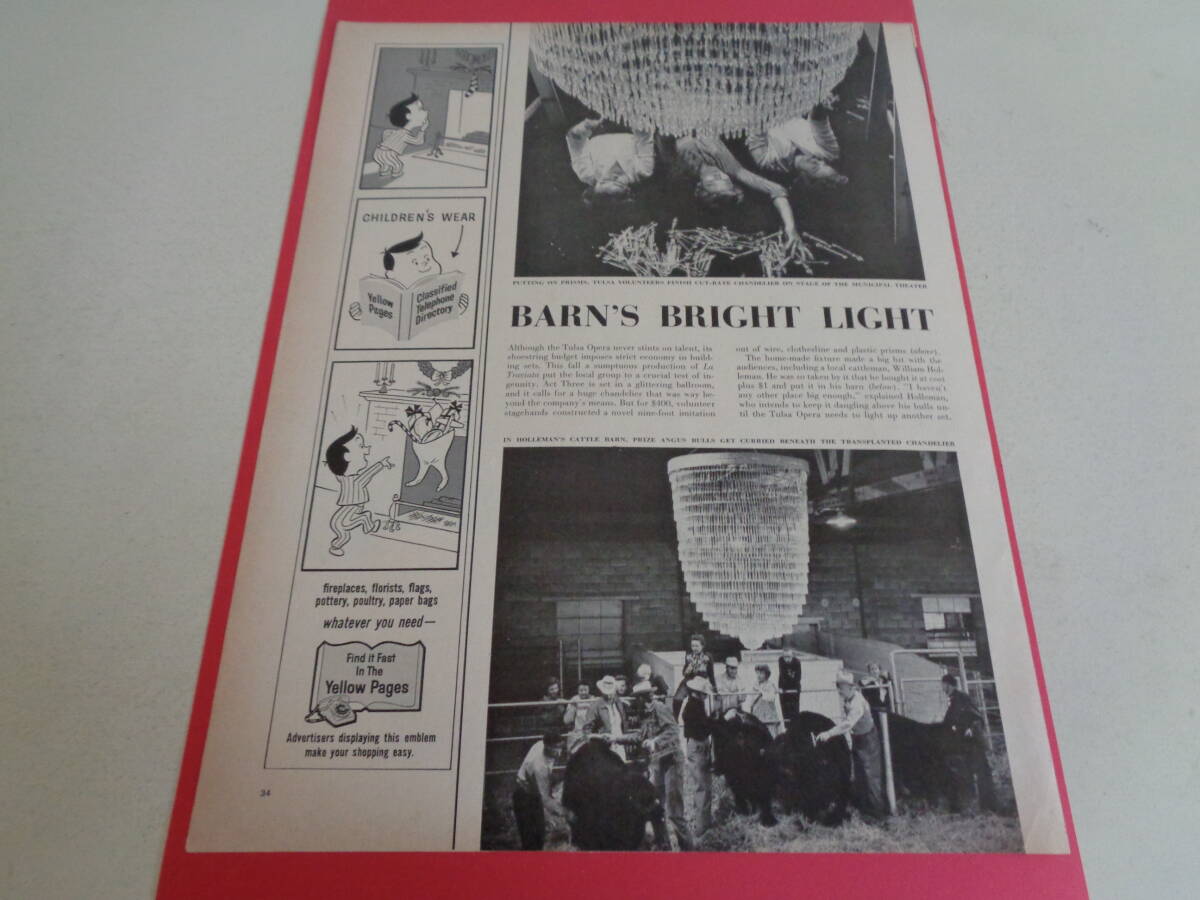 CHILDREN'S WEAR
Yellow
Pages
Classified
Telephone
Directory
fireplaces, florists, flags,
pottery, poultry, paper bags
whatever you need—
Find it Fast
In The
Yellow Pages
Advertisers displaying this emblem
make your shopping easy.
34
PUTTING ON PRISMS, TULSA VOLUNTEERS FINISH CUT-RATE CHANDELIER ON STAGE OF THE MUNICIPAL THEATER
BARN'S BRIGHT LIGHT
Although the Tulsa Opera never stints on talent, its
shoestring budget imposes strict economy in build-
ing sets. This fall a sumptuous production of La
Traviata put the local group to a crucial test of in-
genuity. Act Three is set in a glittering ballroom,
and it calls for a huge chandelier that was way be-
yond the company's means. But for $400, volunteer
stagehands constructed a novel nine-foot imitation
out of wire, clothesline and plastic prisms (above).
The home-made fixture made a big hit with the
audiences, including a local cattleman, William Hol-
leman. He was so taken by it that he bought it at cost
plus $1 and put it in his barn (below). "I haven't
any other place big enough," explained Holleman,
who intends to keep it dangling above his bulls un-
til the Tulsa Opera needs to light up another set.
IN HOLLEMAN'S CATTLE BARN, PRIZE ANGUS BULLS GET CURRIED BENEATH THE TRANSPLANTED CHANDELIER